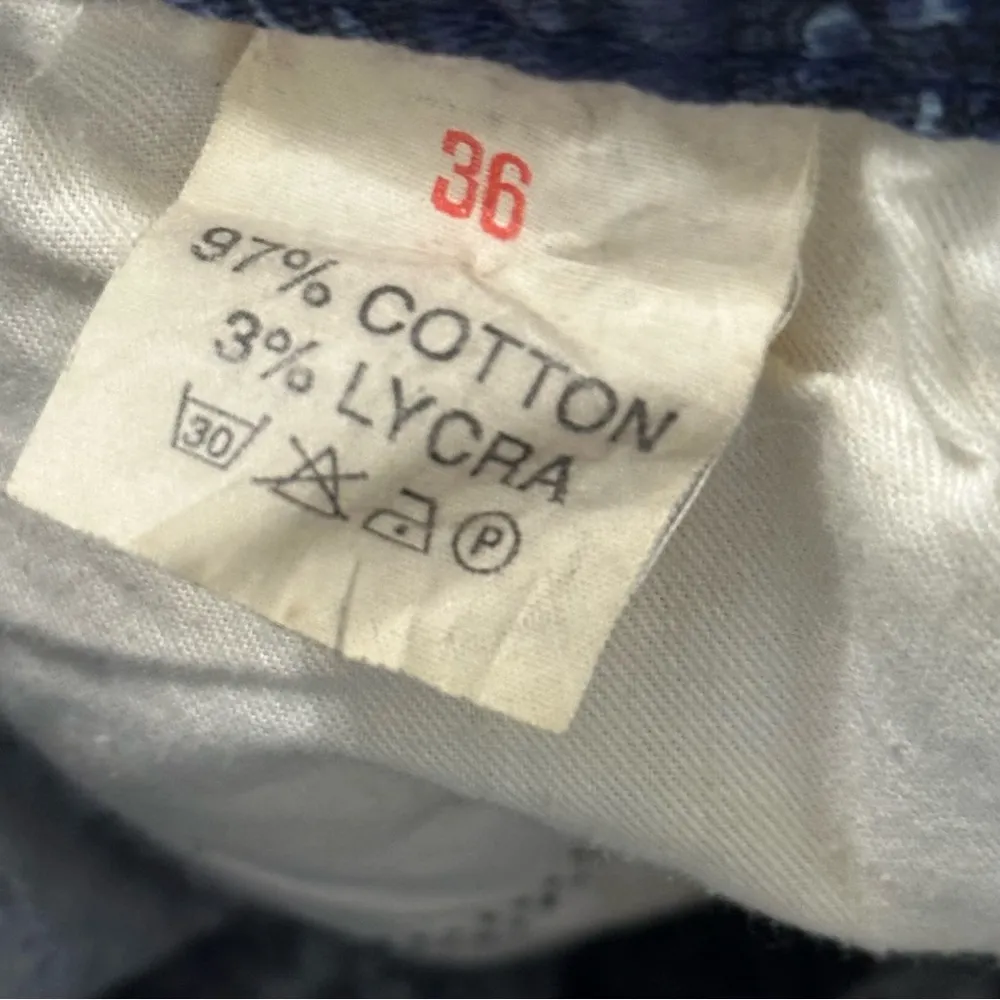 36
97% COTTON
3% LYCRA
30 P